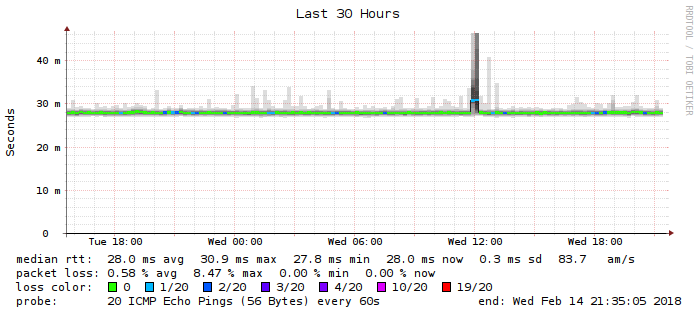 Last 30 Hours
RRDTOOL / TOBI OETIKER
Seconds
40 m
30 m
20 m
10 m
0
Tue 18:00 Wed 00:00 Wed 06:00 Wed 12:00 Wed 18:00
median rtt: 28.0 ms avg 30.9 ms max 27.8 ms min 28.0 ms now 0.3 ms sd 83.7 am/s
packet loss: 0.58 % avg 8.47 % max 0.00 % min 0.00 % now
loss color: 0 1/20 2/20 3/20 4/20 10/20 19/20
probe: 20 ICMP Echo Pings (56 Bytes) every 60s end: Wed Feb 14 21:35:05 2018